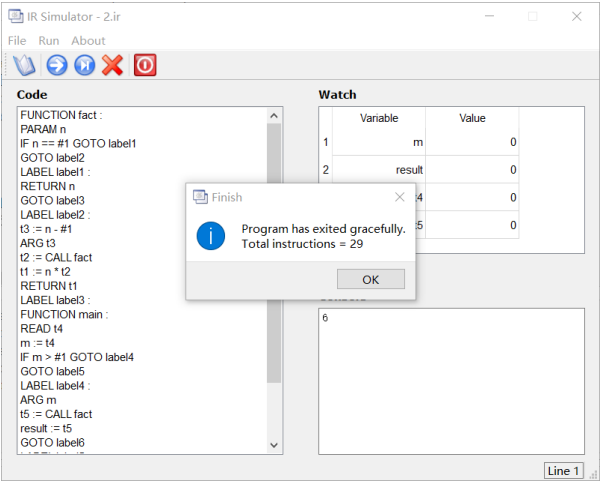 IR Simulator - 2.ir
File Run About
Code
FUNCTION fact :
PARAM n
IF n == #1 GOTO label1
GOTO label2
LABEL label1 :
RETURN n
GOTO label3
LABEL label2 :
t3 := n - #1
ARG t3
t2 := CALL fact
t1 := n * t2
RETURN t1
LABEL label3 :
FUNCTION main :
READ t4
m := t4
IF m > #1 GOTO label4
GOTO label5
LABEL label4 :
ARG m
t5 := CALL fact
result := t5
GOTO label6
Watch
Variable Value
1 m 0
2 result 0
t4 0
t5 0
Finish
Program has exited gracefully.
Total instructions = 29
OK
6
Line 1